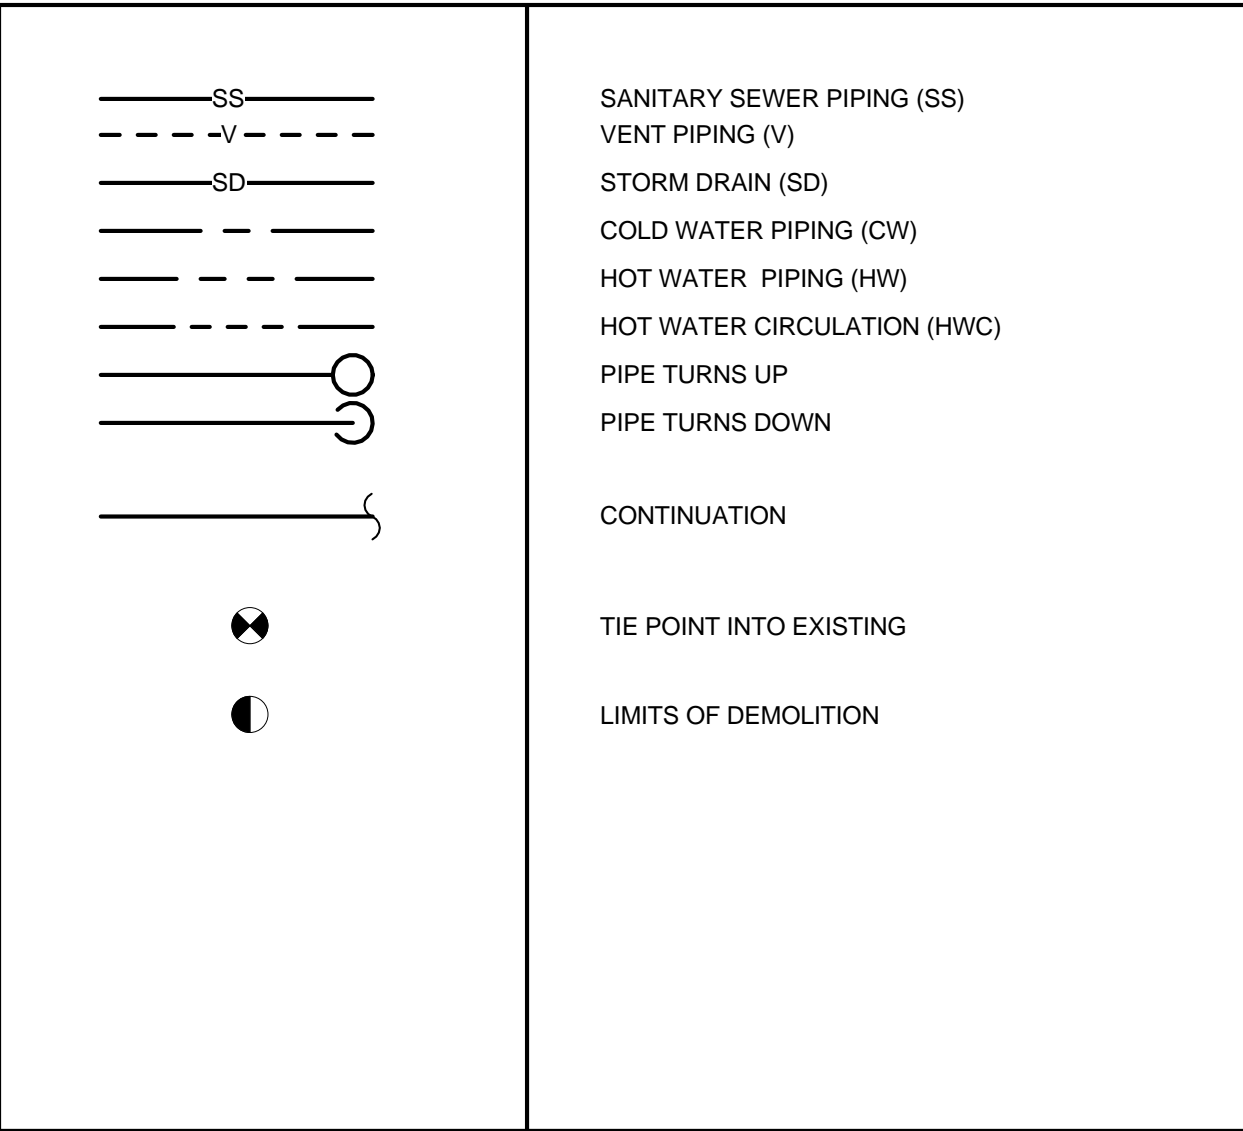 SS SANITARY SEWER PIPING (SS)
V VENT PIPING (V)
SD STORM DRAIN (SD)
COLD WATER PIPING (CW)
HOT WATER  PIPING (HW)
HOT WATER CIRCULATION (HWC)
PIPE TURNS UP
PIPE TURNS DOWN
CONTINUATION
TIE POINT INTO EXISTING
LIMITS OF DEMOLITION